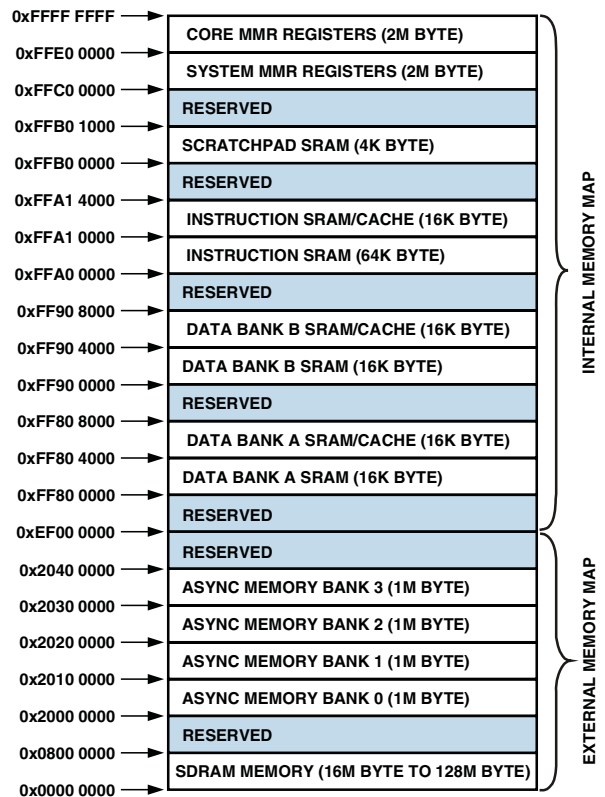 0xFFFF FFFF
CORE MMR REGISTERS (2M BYTE)
0xFFE0 0000
SYSTEM MMR REGISTERS (2M BYTE)
0xFFC0 0000
RESERVED
0xFFB0 1000
SCRATCHPAD SRAM (4K BYTE)
0xFFB0 0000
RESERVED
0xFFA1 4000
INSTRUCTION SRAM/CACHE (16K BYTE)
0xFFA1 0000
INSTRUCTION SRAM (64K BYTE)
0xFFA0 0000
RESERVED
0xFF90 8000
DATA BANK B SRAM/CACHE (16K BYTE)
0xFF90 4000
DATA BANK B SRAM (16K BYTE)
0xFF90 0000
RESERVED
0xFF80 8000
DATA BANK A SRAM/CACHE (16K BYTE)
0xFF80 4000
DATA BANK A SRAM (16K BYTE)
0xFF80 0000
RESERVED
0xEF00 0000
RESERVED
0x2040 0000
ASYNC MEMORY BANK 3 (1M BYTE)
0x2030 0000
ASYNC MEMORY BANK 2 (1M BYTE)
0x2020 0000
ASYNC MEMORY BANK 1 (1M BYTE)
0x2010 0000
ASYNC MEMORY BANK 0 (1M BYTE)
0x2000 0000
RESERVED
0x0800 0000
SDRAM MEMORY (16M BYTE TO 128M BYTE)
0x0000 0000
INTERNAL MEMORY MAP
EXTERNAL MEMORY MAP